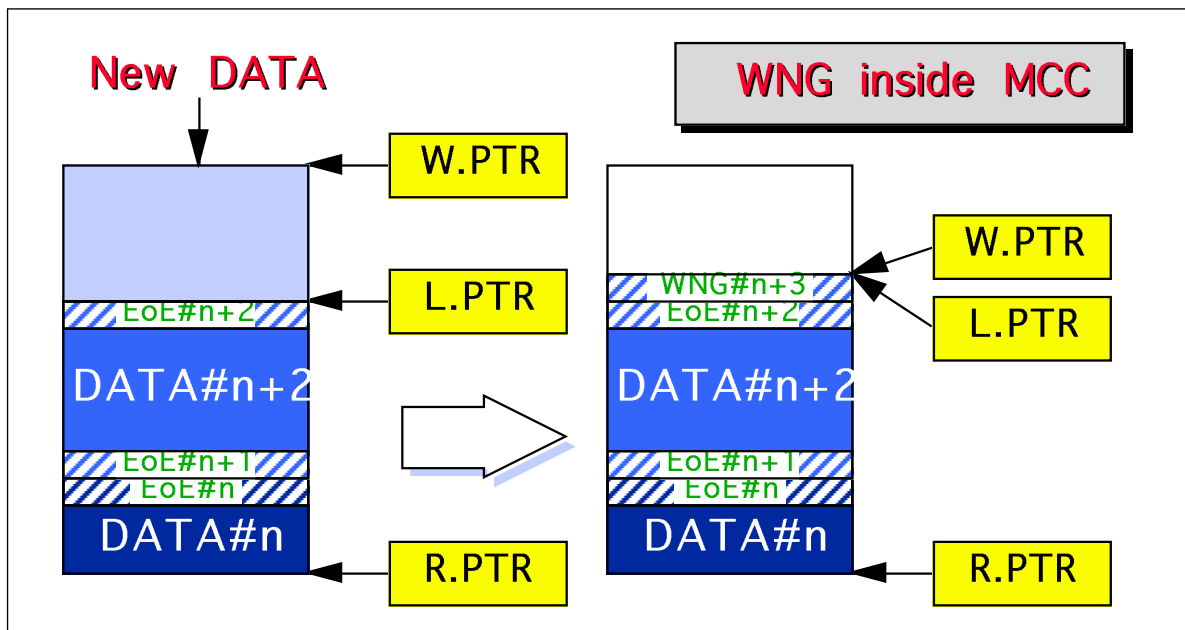 New DATA
WNG inside MCC
W.PTR
L.PTR
EoE#n+2
DATA#n+2
EoE#n+1
EoE#n
DATA#n
R.PTR
W.PTR
WNG#n+3
L.PTR
EoE#n+2
DATA#n+2
EoE#n+1
EoE#n
DATA#n
R.PTR